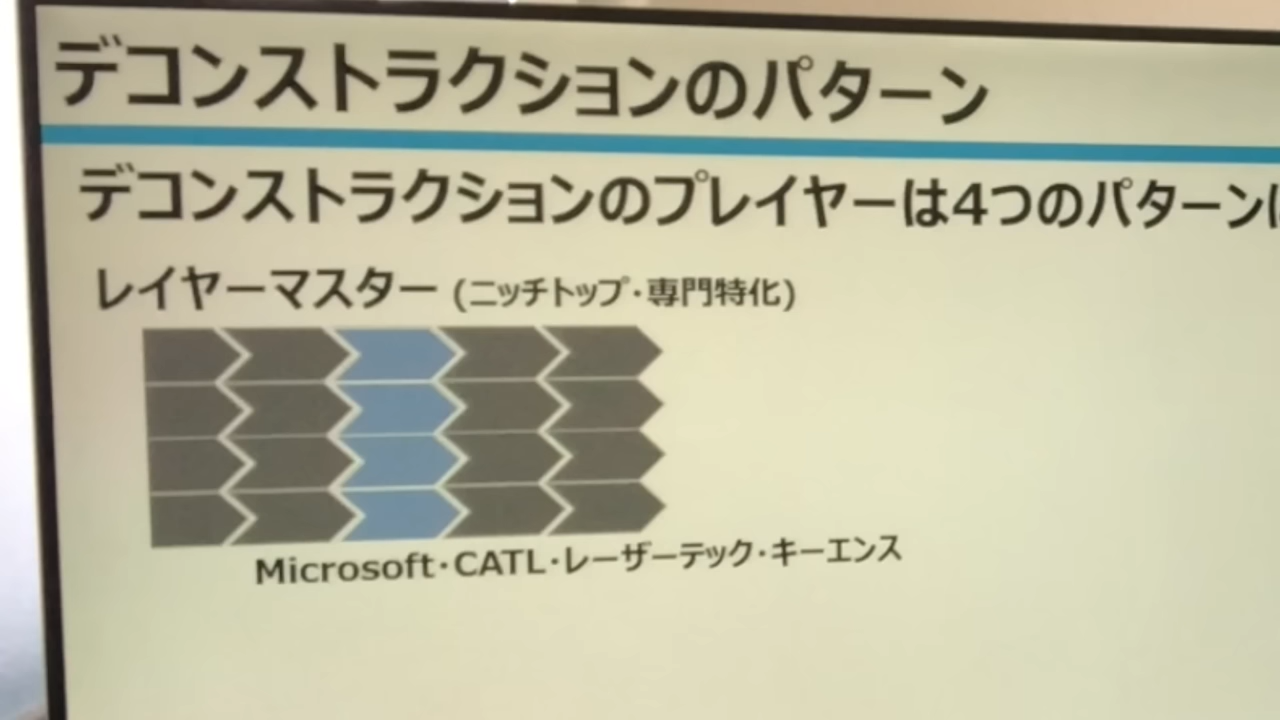 デコンストラクションのパターン
デコンストラクションのプレイヤーは4つのパターン
レイヤーマスター (ニッチトップ・専門特化)
Microsoft・CATL・レーザーテック・キーエンス